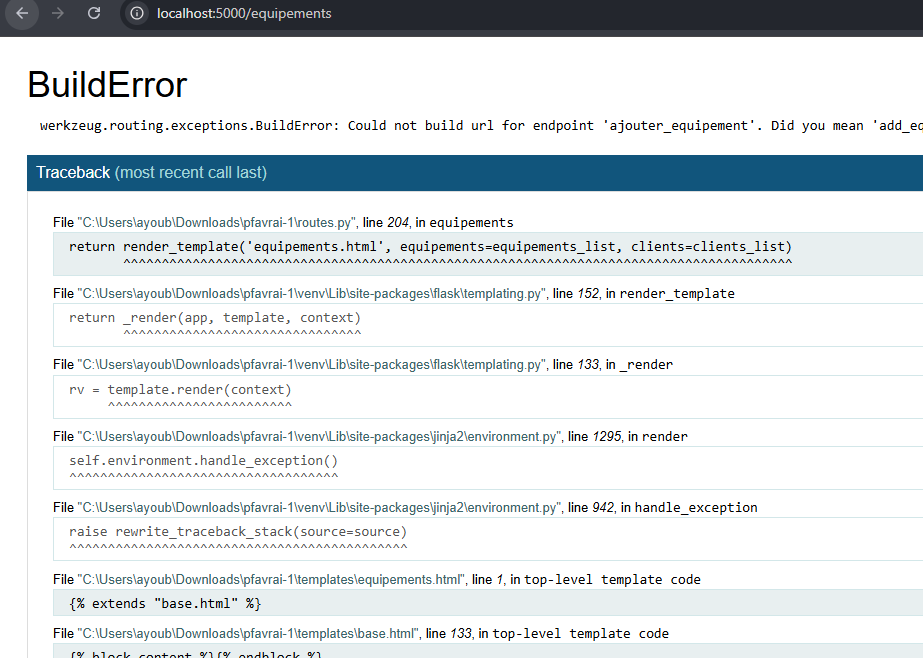 localhost:5000/equipements
BuildError
werkzeug.routing.exceptions.BuildError: Could not build url for endpoint 'ajouter_equipement'. Did you mean
Traceback (most recent call last)
File "C:\Users\ayoub\Downloads\pfavrai-1\routes.py", line 204, in equipements
return render_template('equipements.html', equipements=equipements_list, clients=clients_list)
File "C:\Users\ayoub\Downloads\pfavrai-1\venv\Lib\site-packages\flask\templating.py", line 152, in render_template
return _render(app, template, context)
File "C:\Users\ayoub\Downloads\pfavrai-1\venv\Lib\site-packages\flask\templating.py", line 133, in _render
rv = template.render(context)
File "C:\Users\ayoub\Downloads\pfavrai-1\venv\Lib\site-packages\jinja2\environment.py", line 1295, in render
self.environment.handle_exception()
File "C:\Users\ayoub\Downloads\pfavrai-1\venv\Lib\site-packages\jinja2\environment.py", line 942, in handle_exception
raise rewrite_traceback_stack(source=source)
File "C:\Users\ayoub\Downloads\pfavrai-1\templates\equipements.html", line 1, in top-level template code
{% extends "base.html" %}
File "C:\Users\ayoub\Downloads\pfavrai-1\templates\base.html", line 133, in top-level template code
{% block content %}{% endblock %}